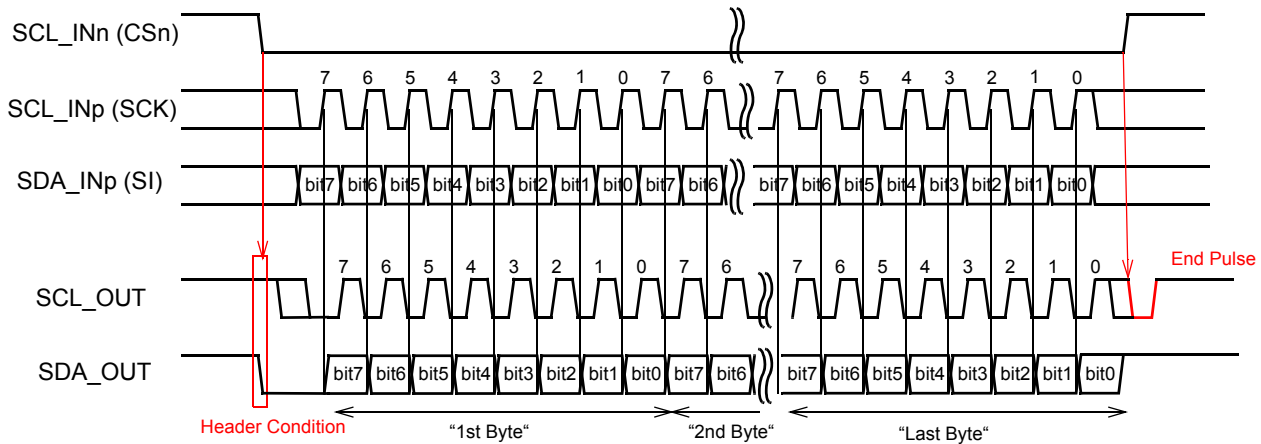 SCL_INn (CSn)
7 6 5 4 3 2 1 0 7 6 7 6 5 4 3 2 1 0
SCL_INp (SCK)
SDA_INp (SI)
bit7 bit6 bit5 bit4 bit3 bit2 bit1 bit0 bit7 bit6 bit7 bit6 bit5 bit4 bit3 bit2 bit1 bit0
7 6 5 4 3 2 1 0 7 6 7 6 5 4 3 2 1 0
End Pulse
SCL_OUT
SDA_OUT
bit7 bit6 bit5 bit4 bit3 bit2 bit1 bit0 bit7 bit6 bit7 bit6 bit5 bit4 bit3 bit2 bit1 bit0
Header Condition
“1st Byte“
“2nd Byte“
“Last Byte“